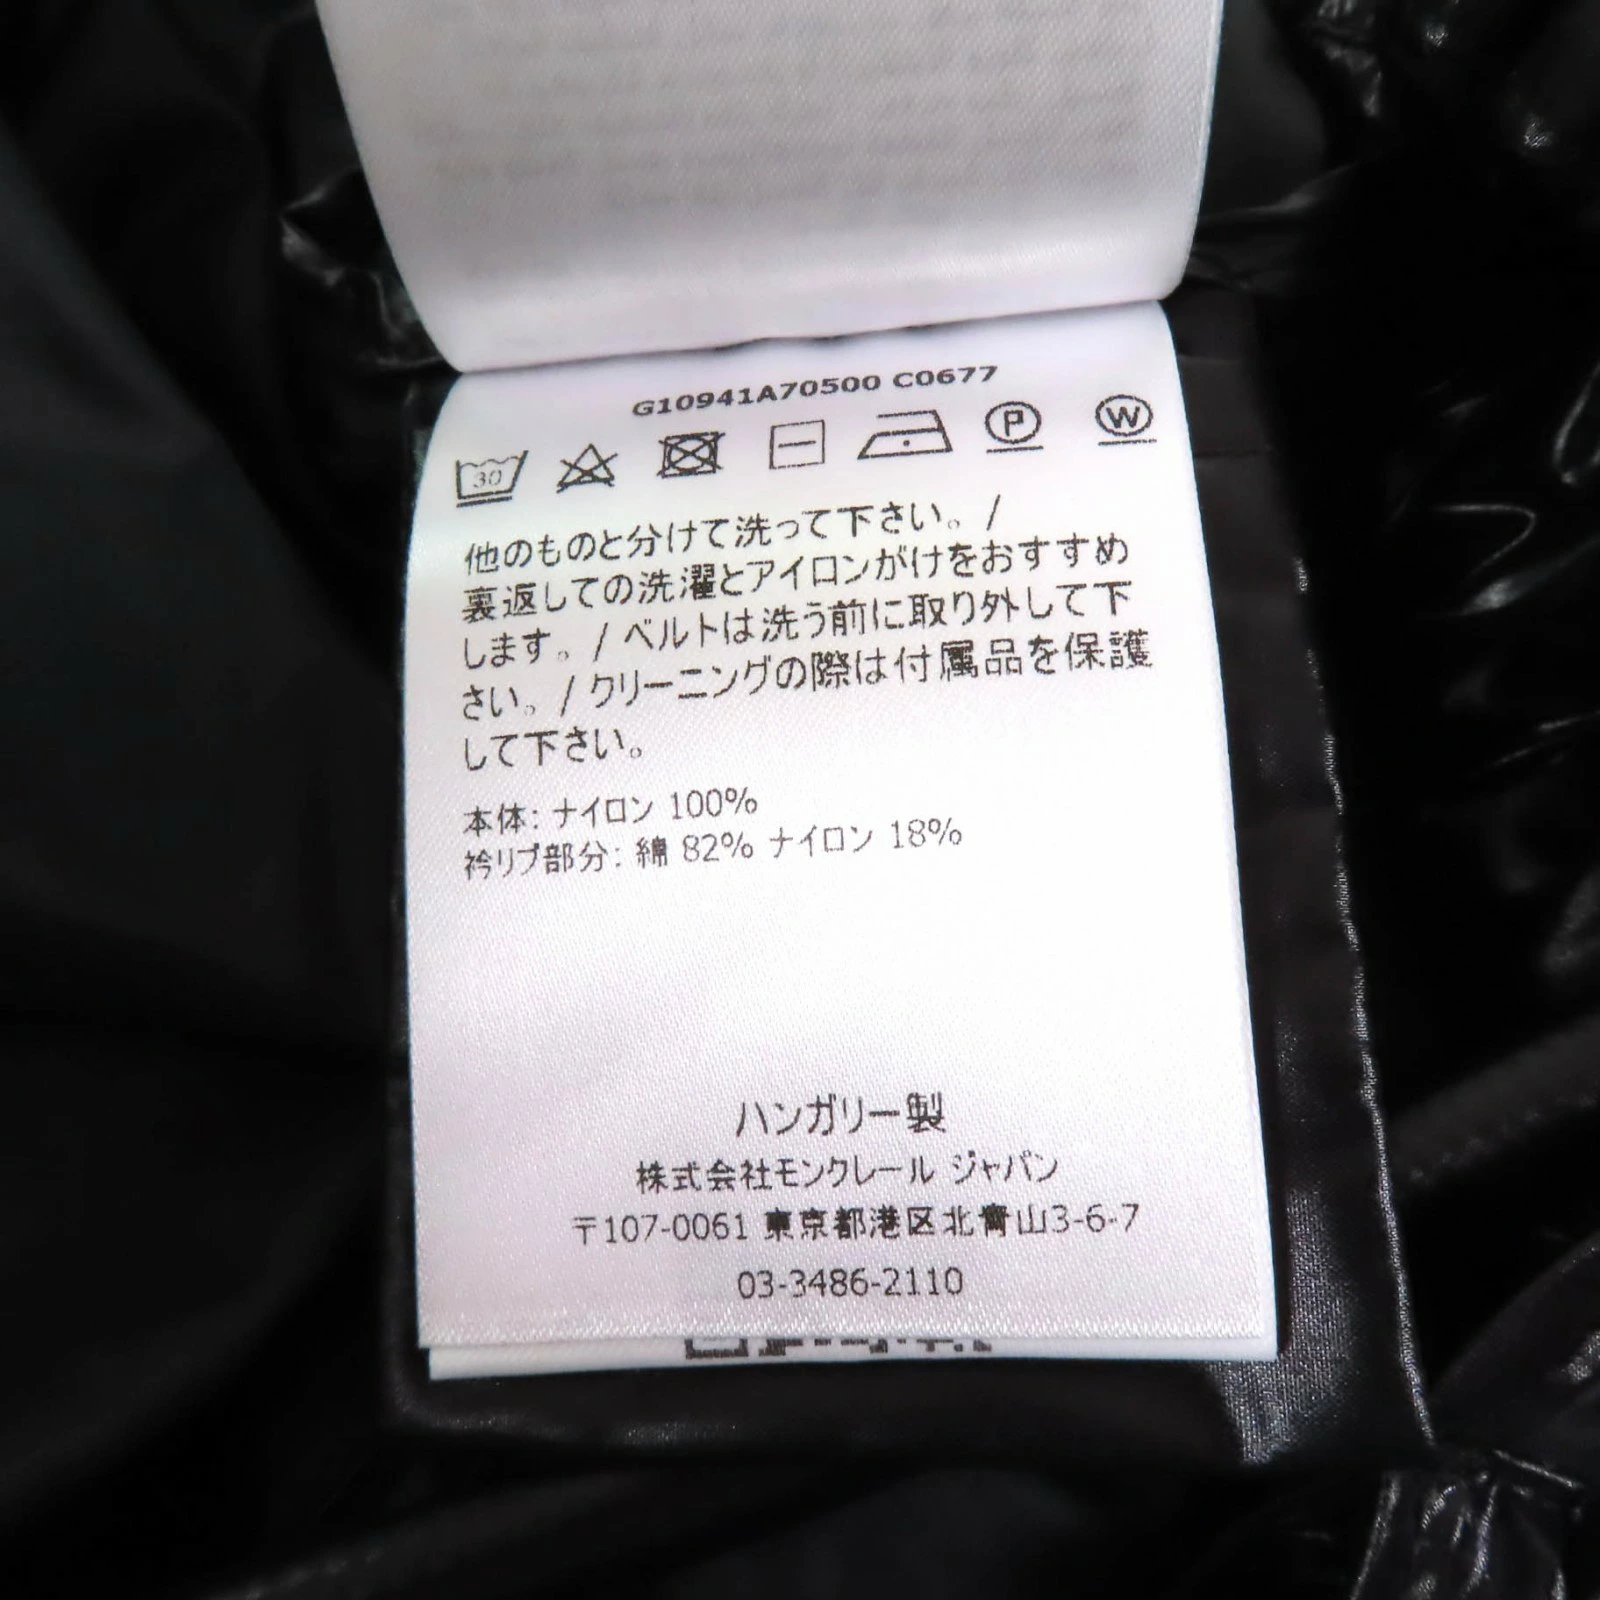 G10941A70500 C0677
30 P W
他のものと分けて洗って下さい。/
裏返しての洗濯とアイロンがけをおすすめ
します。/ ベルトは洗う前に取り外して下
さい。/ クリーニングの際は付属品を保護
して下さい。
本体: ナイロン 100%
衿リブ部分: 綿 82% ナイロン 18%
ハンガリー製
株式会社モンクレール ジャパン
〒107-0061 東京都港区北青山3-6-7
03-3486-2110